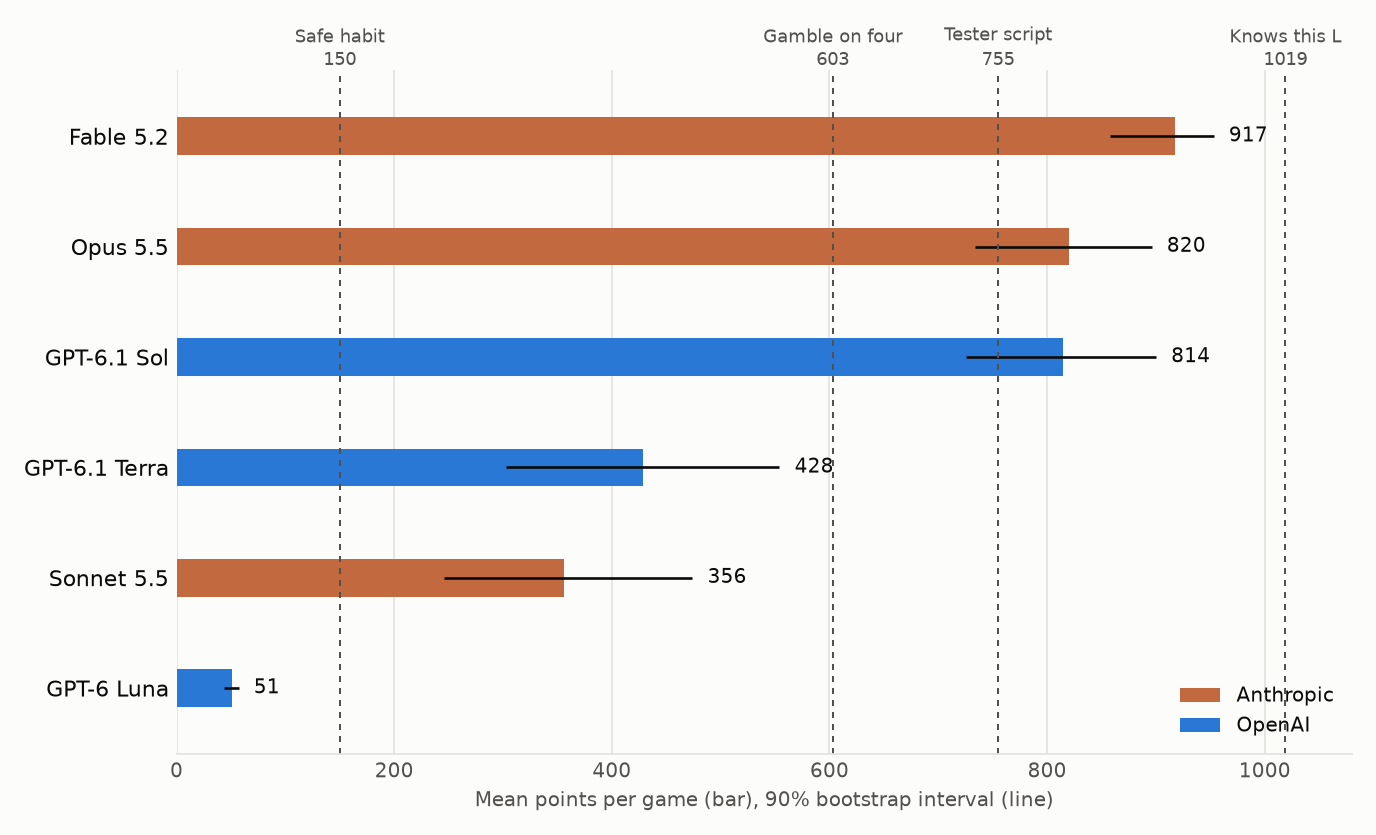 Safe habit
150
Gamble on four
603
Tester script
755
Knows this L
1019
Fable 5.2
917
Opus 5.5
820
GPT-6.1 Sol
814
GPT-6.1 Terra
428
Sonnet 5.5
356
GPT-6 Luna
51
Anthropic
OpenAI
0 200 400 600 800 1000
Mean points per game (bar), 90% bootstrap interval (line)